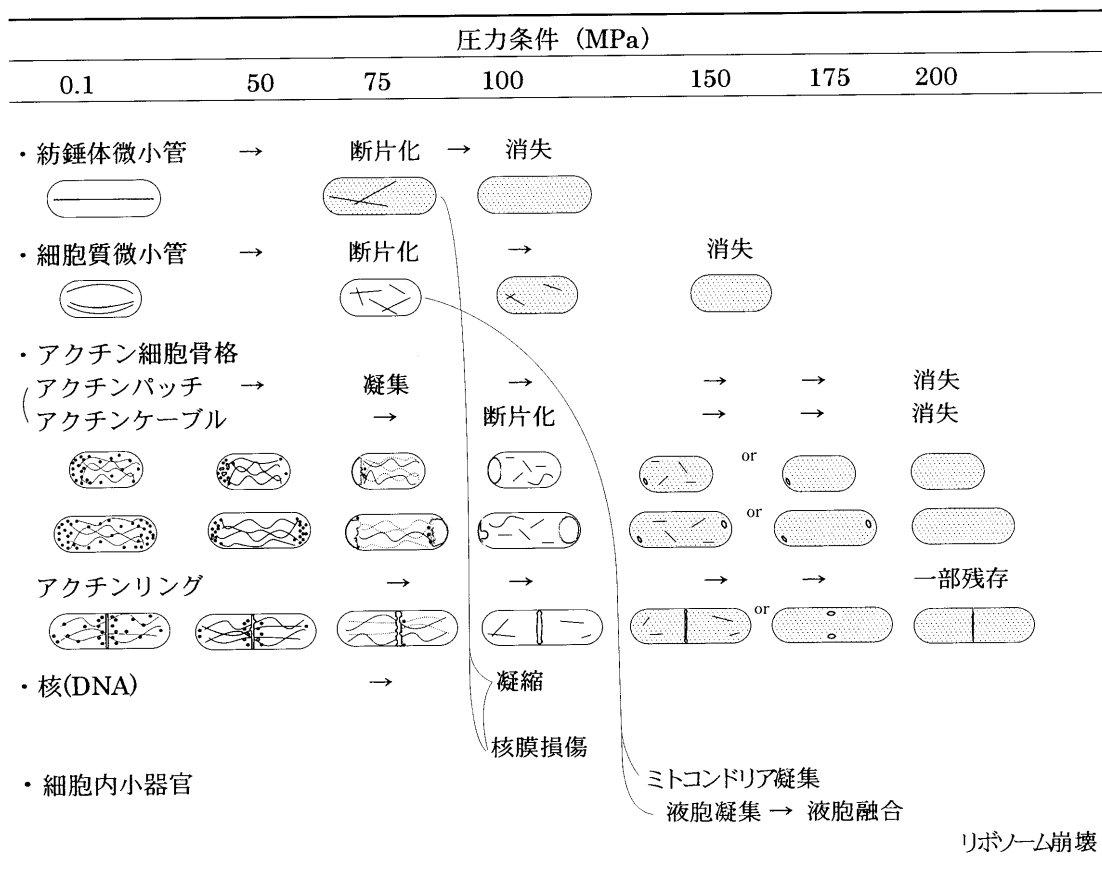 圧力条件 (MPa)
0.1 50 75 100 150 175 200
・紡錘体微小管 → 断片化 → 消失
・細胞質微小管 → 断片化 → 消失
・アクチン細胞骨格
アクチンパッチ → 凝集 → → → 消失
アクチンケーブル → 断片化 → → 消失
or
or
アクチンリング → → → → 一部残存
or
・核(DNA) → 凝縮
核膜損傷
・細胞内小器官
ミトコンドリア凝集
液胞凝集 → 液胞融合
リボソーム崩壊